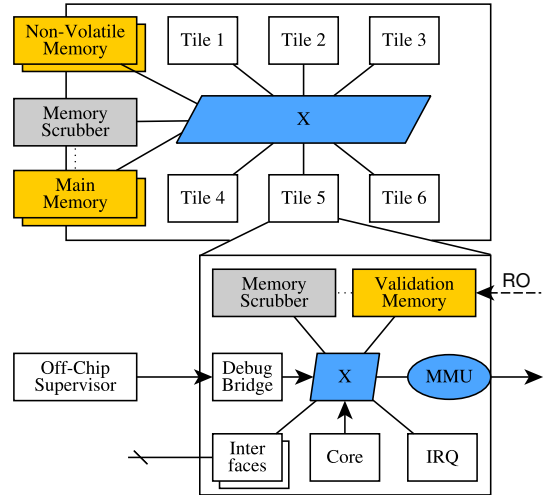 Non-Volatile
Memory
Tile 1
Tile 2
Tile 3
Memory
Scrubber
X
Main
Memory
Tile 4
Tile 5
Tile 6
Memory
Scrubber
Validation
Memory
RO
Off-Chip
Supervisor
Debug
Bridge
X
MMU
Inter
faces
Core
IRQ